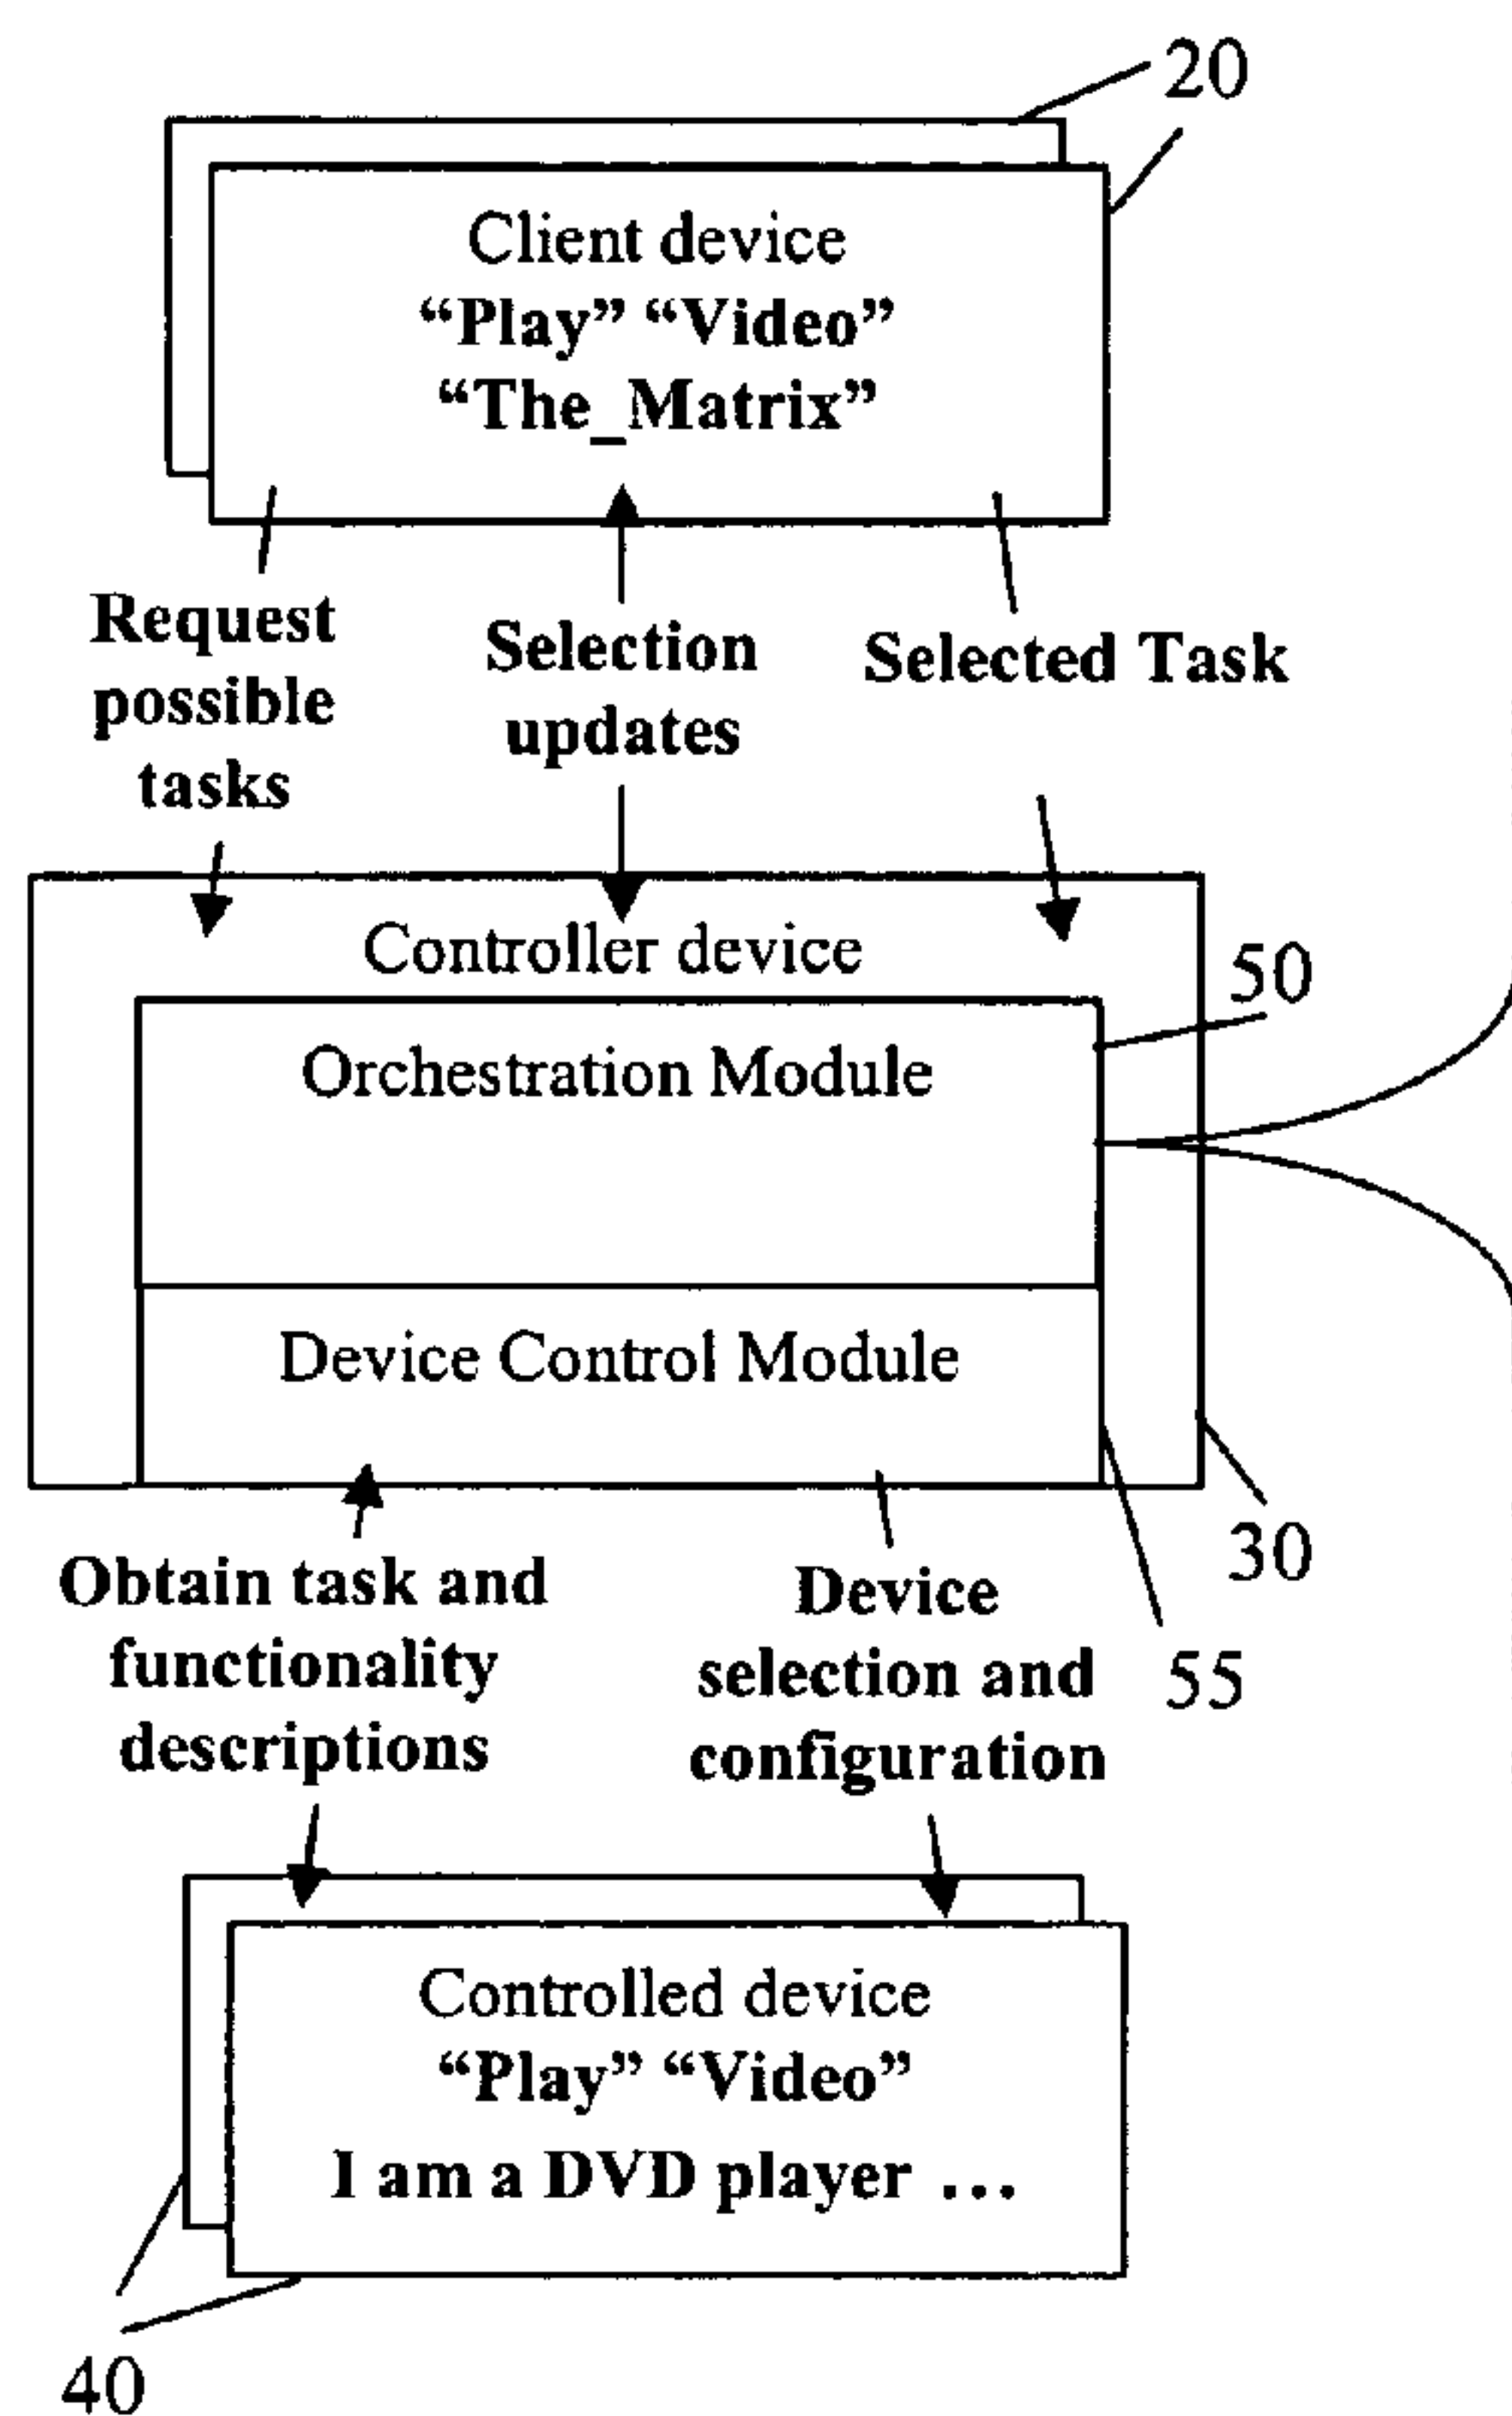 20
Client device
“Play” “Video”
“The_Matrix”
Request
possible
tasks
Selection
updates
Selected Task
Controller device
50
Orchestration Module
Device Control Module
30
Obtain task and
functionality
descriptions
Device
selection and
configuration
55
Controlled device
“Play” “Video”
I am a DVD player ...
40